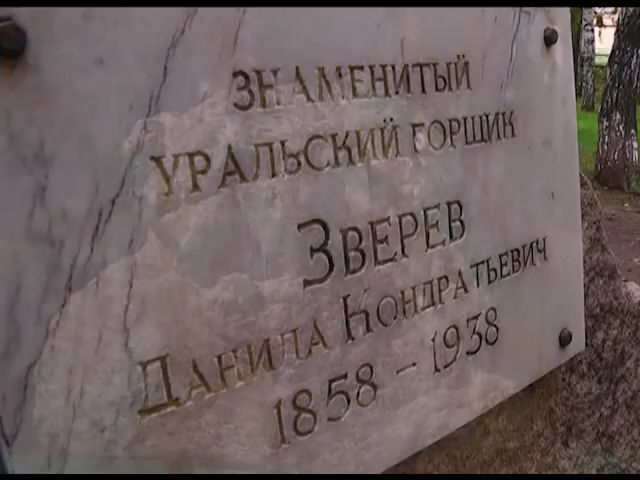 ЗНАМЕНИТЫЙ
УРАЛЬСКИЙ ГОРЩИК
ЗВЕРЕВ
ДАНИЛА КОНДРАТЬЕВИЧ
1858 - 1938